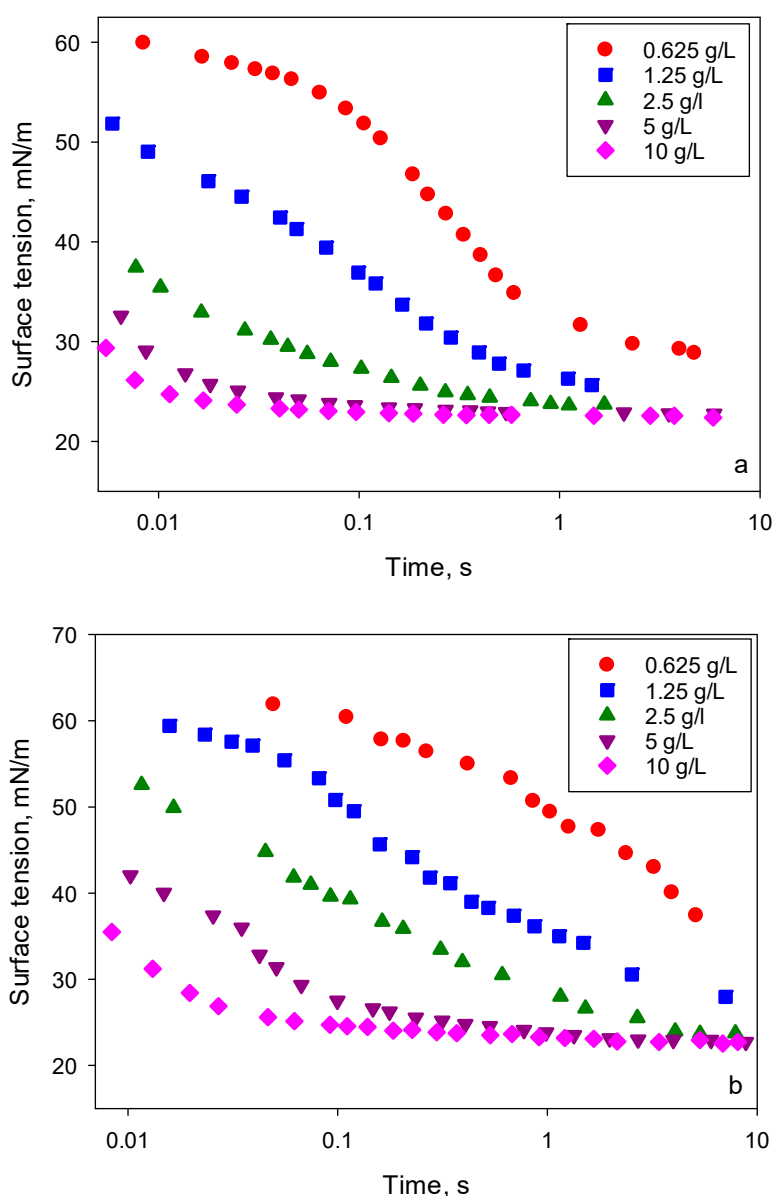 60
50
40
30
20
Surface tension, mN/m
0.625 g/L
1.25 g/L
2.5 g/l
5 g/L
10 g/L
a
0.01
0.1
1
10
Time, s
70
60
50
40
30
20
Surface tension, mN/m
0.625 g/L
1.25 g/L
2.5 g/l
5 g/L
10 g/L
b
0.01
0.1
1
10
Time, s